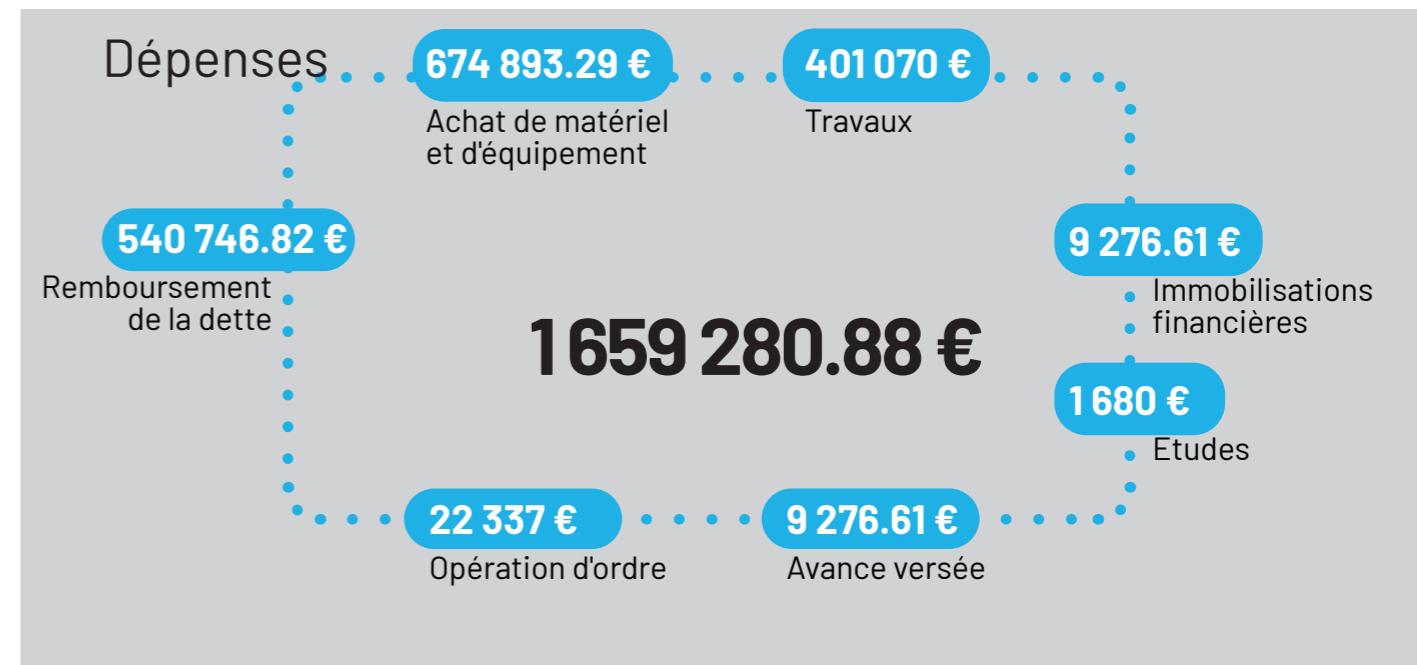 Dépenses
674 893.29 €
Achat de matériel
et d'équipement
401 070 €
Travaux
540 746.82 €
Remboursement
de la dette
9 276.61 €
Immobilisations
financières
1 659 280.88 €
1 680 €
Etudes
22 337 €
Opération d'ordre
9 276.61 €
Avance versée